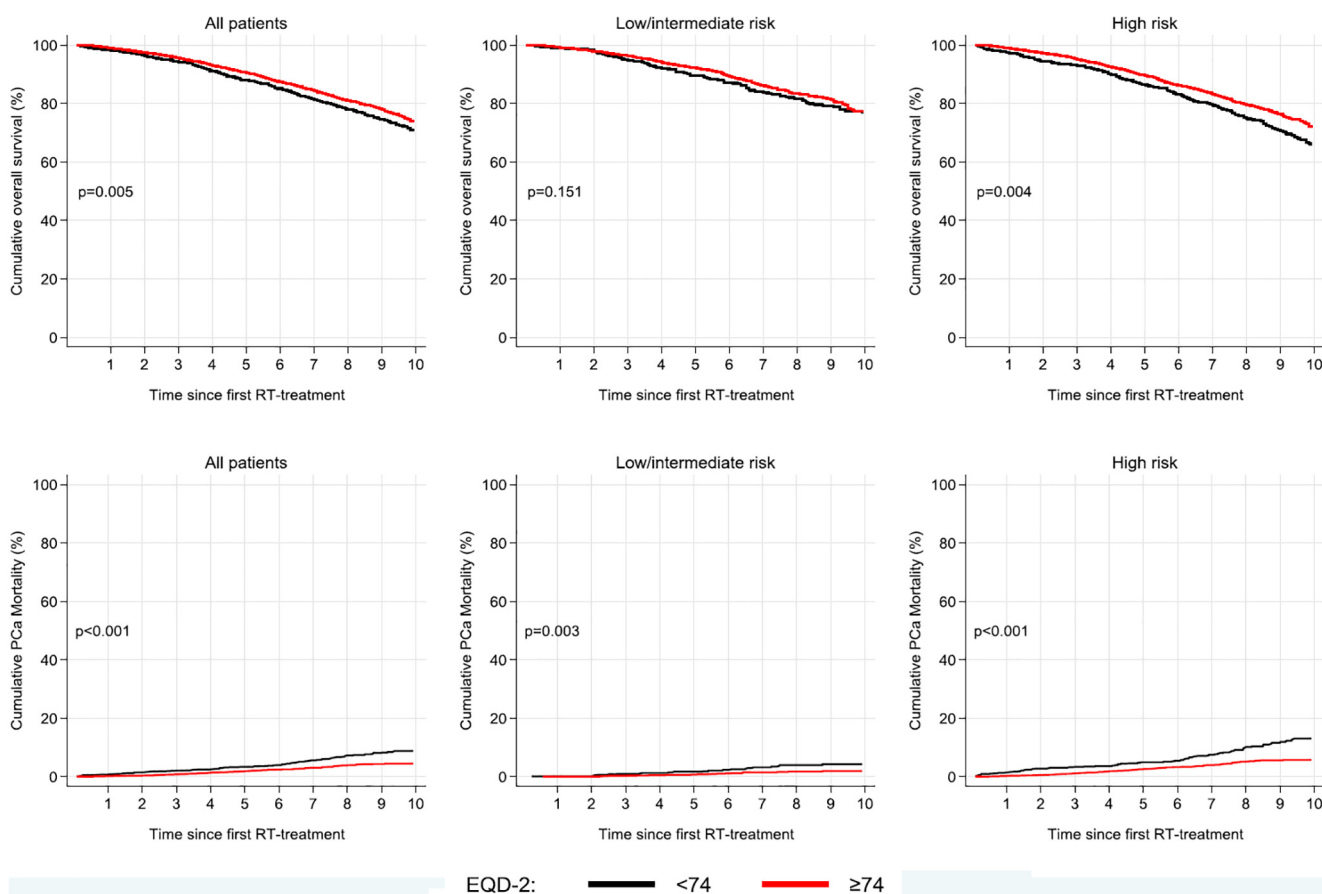 All patients
Cumulative overall survival (%)
100
80
60
40
20
0
p=0.005
1 2 3 4 5 6 7 8 9 10
Time since first RT-treatment
Low/intermediate risk
Cumulative overall survival (%)
100
80
60
40
20
0
p=0.151
1 2 3 4 5 6 7 8 9 10
Time since first RT-treatment
High risk
Cumulative overall survival (%)
100
80
60
40
20
0
p=0.004
1 2 3 4 5 6 7 8 9 10
Time since first RT-treatment
All patients
Cumulative PCa Mortality (%)
100
80
60
40
20
0
p<0.001
1 2 3 4 5 6 7 8 9 10
Time since first RT-treatment
Low/intermediate risk
Cumulative PCa Mortality (%)
100
80
60
40
20
0
p=0.003
1 2 3 4 5 6 7 8 9 10
Time since first RT-treatment
High risk
Cumulative PCa Mortality (%)
100
80
60
40
20
0
p<0.001
1 2 3 4 5 6 7 8 9 10
Time since first RT-treatment
EQD-2: <74 ≥74